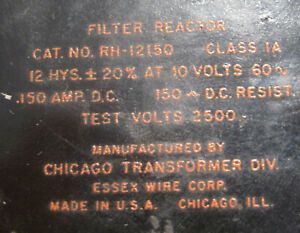 FILTER REACTOR
CAT. NO. RH-12150 CLASS 1A
12 HYS. ± 20% AT 10 VOLTS 60~
.150 AMP. D.C. 150 ~ D.C. RESIST.
TEST VOLTS 2500
MANUFACTURED BY
CHICAGO TRANSFORMER DIV.
ESSEX WIRE CORP.
MADE IN U.S.A. CHICAGO, ILL.